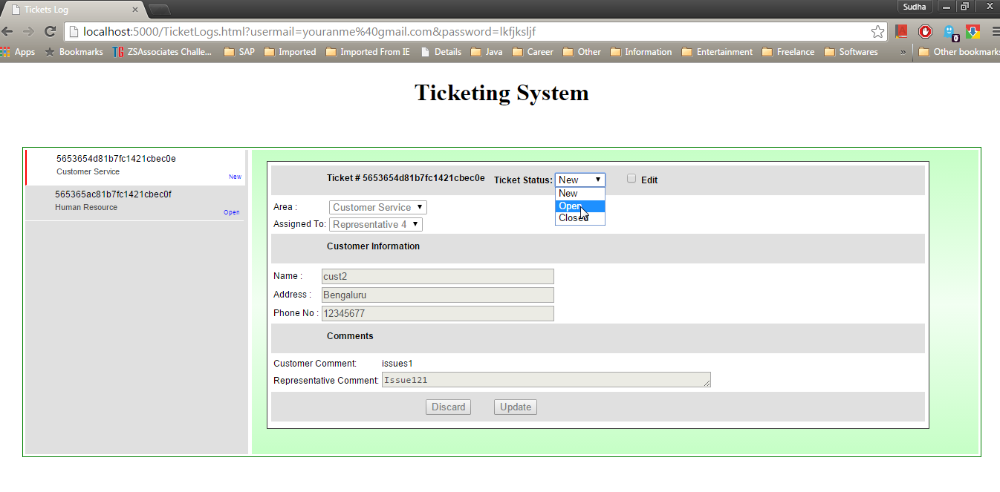 Tickets Log
Sudha
localhost:5000/TicketLogs.html?usermail=youranme%40gmail.com&password=lkfjksljf
0
Apps Bookmarks TG ZSAssociates Challe... SAP Imported Imported From IE Details Java Career Other Information Entertainment Freelance Softwares » Other bookmarks
Ticketing System
5653654d81b7fc1421cbec0e
Customer Service
New
565365ac81b7fc1421cbec0f
Human Resource
Open
Ticket # 5653654d81b7fc1421cbec0e Ticket Status: New Edit
New
Open
Closed
Area : Customer Service
Assigned To: Representative 4
Customer Information
Name : cust2
Address : Bengaluru
Phone No : 12345677
Comments
Customer Comment: issues1
Representative Comment: Issue121
Discard Update